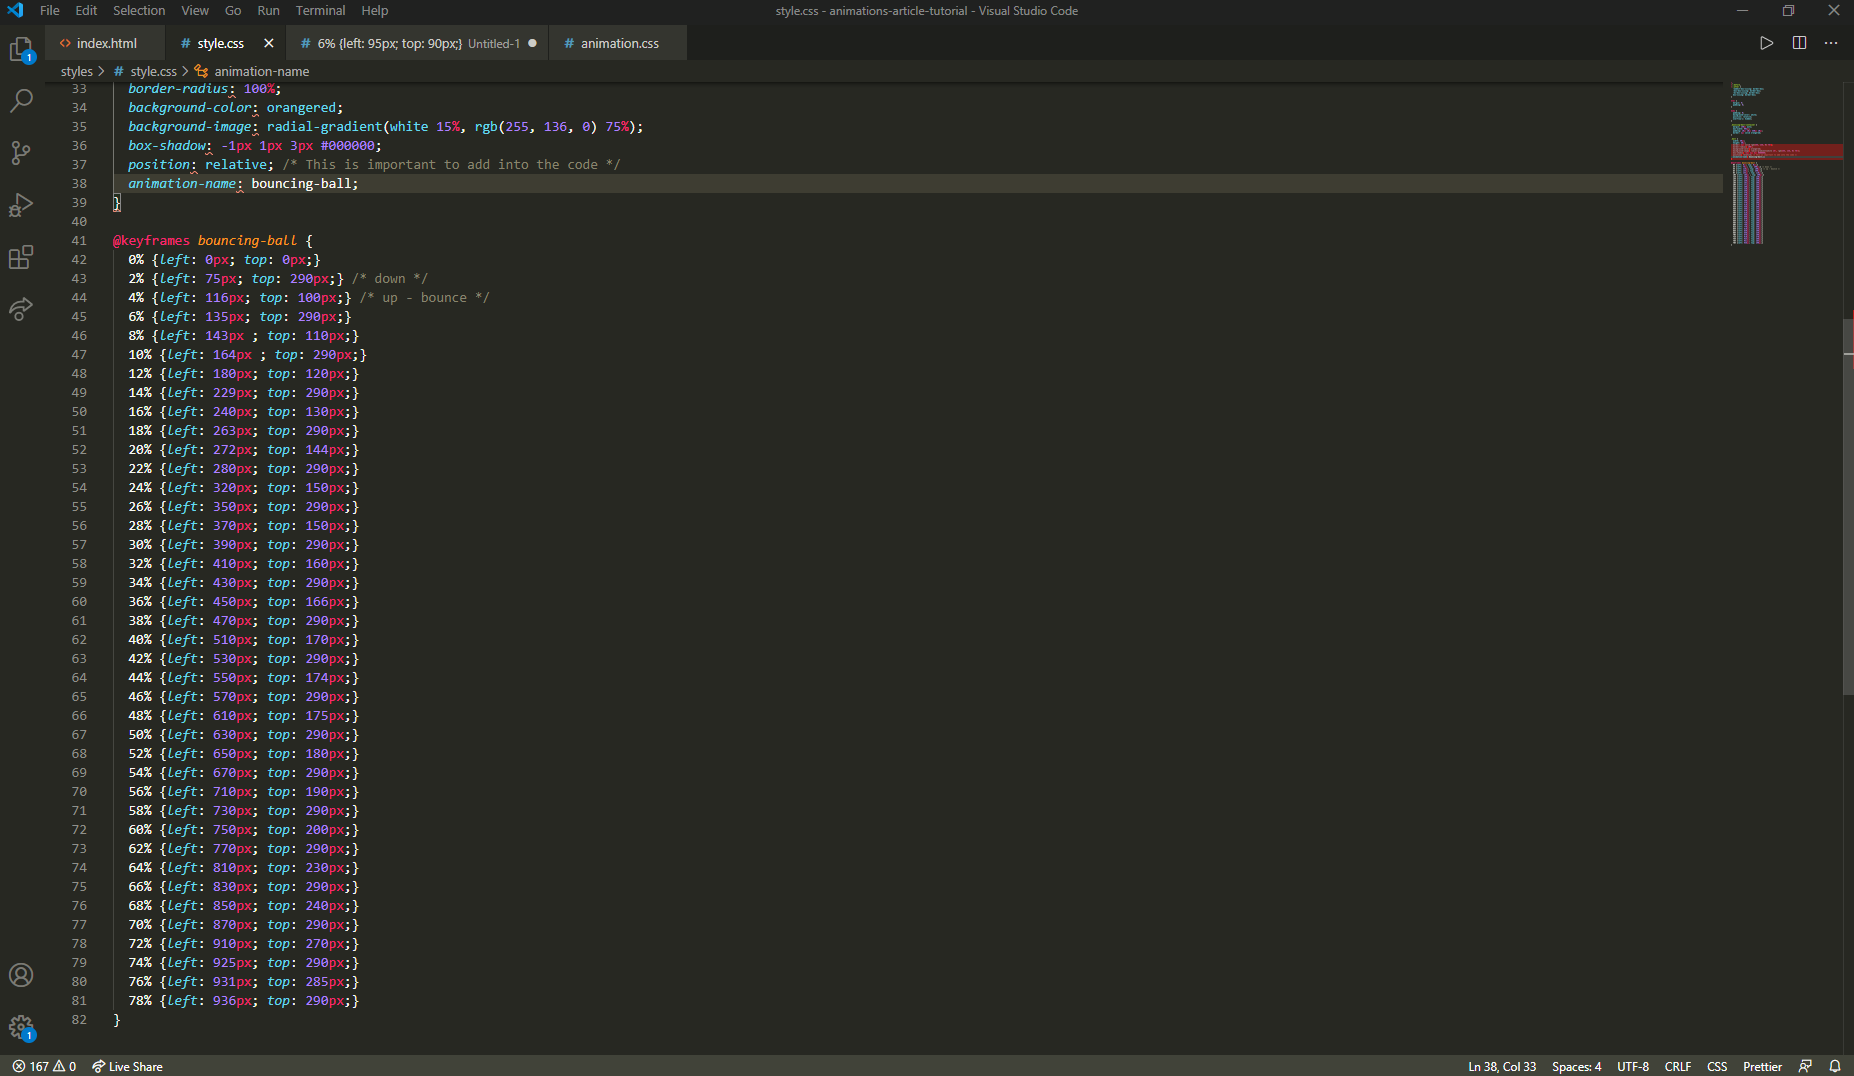 File Edit Selection View Go Run Terminal Help style.css - animations-article-tutorial - Visual Studio Code
index.html # style.css # 6% {left: 95px; top: 90px;} Untitled-1 # animation.css
styles > # style.css > animation-name
33 border-radius: 100%;
34 background-color: orangered;
35 background-image: radial-gradient(white 15%, rgb(255, 136, 0) 75%);
36 box-shadow: -1px 1px 3px #000000;
37 position: relative; /* This is important to add into the code */
38 animation-name: bouncing-ball;
39 }
40
41 @keyframes bouncing-ball {
42 0% {left: 0px; top: 0px;}
43 2% {left: 75px; top: 290px;} /* down */
44 4% {left: 116px; top: 100px;} /* up - bounce */
45 6% {left: 135px; top: 290px;}
46 8% {left: 143px ; top: 110px;}
47 10% {left: 164px ; top: 290px;}
48 12% {left: 180px; top: 120px;}
49 14% {left: 229px; top: 290px;}
50 16% {left: 240px; top: 130px;}
51 18% {left: 263px; top: 290px;}
52 20% {left: 272px; top: 144px;}
53 22% {left: 280px; top: 290px;}
54 24% {left: 320px; top: 150px;}
55 26% {left: 350px; top: 290px;}
56 28% {left: 370px; top: 150px;}
57 30% {left: 390px; top: 290px;}
58 32% {left: 410px; top: 160px;}
59 34% {left: 430px; top: 290px;}
60 36% {left: 450px; top: 166px;}
61 38% {left: 470px; top: 290px;}
62 40% {left: 510px; top: 170px;}
63 42% {left: 530px; top: 290px;}
64 44% {left: 550px; top: 174px;}
65 46% {left: 570px; top: 290px;}
66 48% {left: 610px; top: 175px;}
67 50% {left: 630px; top: 290px;}
68 52% {left: 650px; top: 180px;}
69 54% {left: 670px; top: 290px;}
70 56% {left: 710px; top: 190px;}
71 58% {left: 730px; top: 290px;}
72 60% {left: 750px; top: 200px;}
73 62% {left: 770px; top: 290px;}
74 64% {left: 810px; top: 230px;}
75 66% {left: 830px; top: 290px;}
76 68% {left: 850px; top: 240px;}
77 70% {left: 870px; top: 290px;}
78 72% {left: 910px; top: 270px;}
79 74% {left: 925px; top: 290px;}
80 76% {left: 931px; top: 285px;}
81 78% {left: 936px; top: 290px;}
82 }
1
1
167 0 Live Share Ln 38, Col 33 Spaces: 4 UTF-8 CRLF CSS Prettier